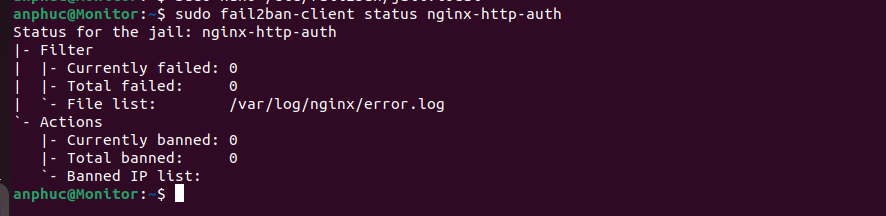 anphuc@Monitor:~$ sudo fail2ban-client status nginx-http-auth
Status for the jail: nginx-http-auth
|- Filter
|  |- Currently failed: 0
|  |- Total failed:     0
|  `- File list:        /var/log/nginx/error.log
`- Actions
   |- Currently banned: 0
   |- Total banned:     0
   `- Banned IP list:
anphuc@Monitor:~$